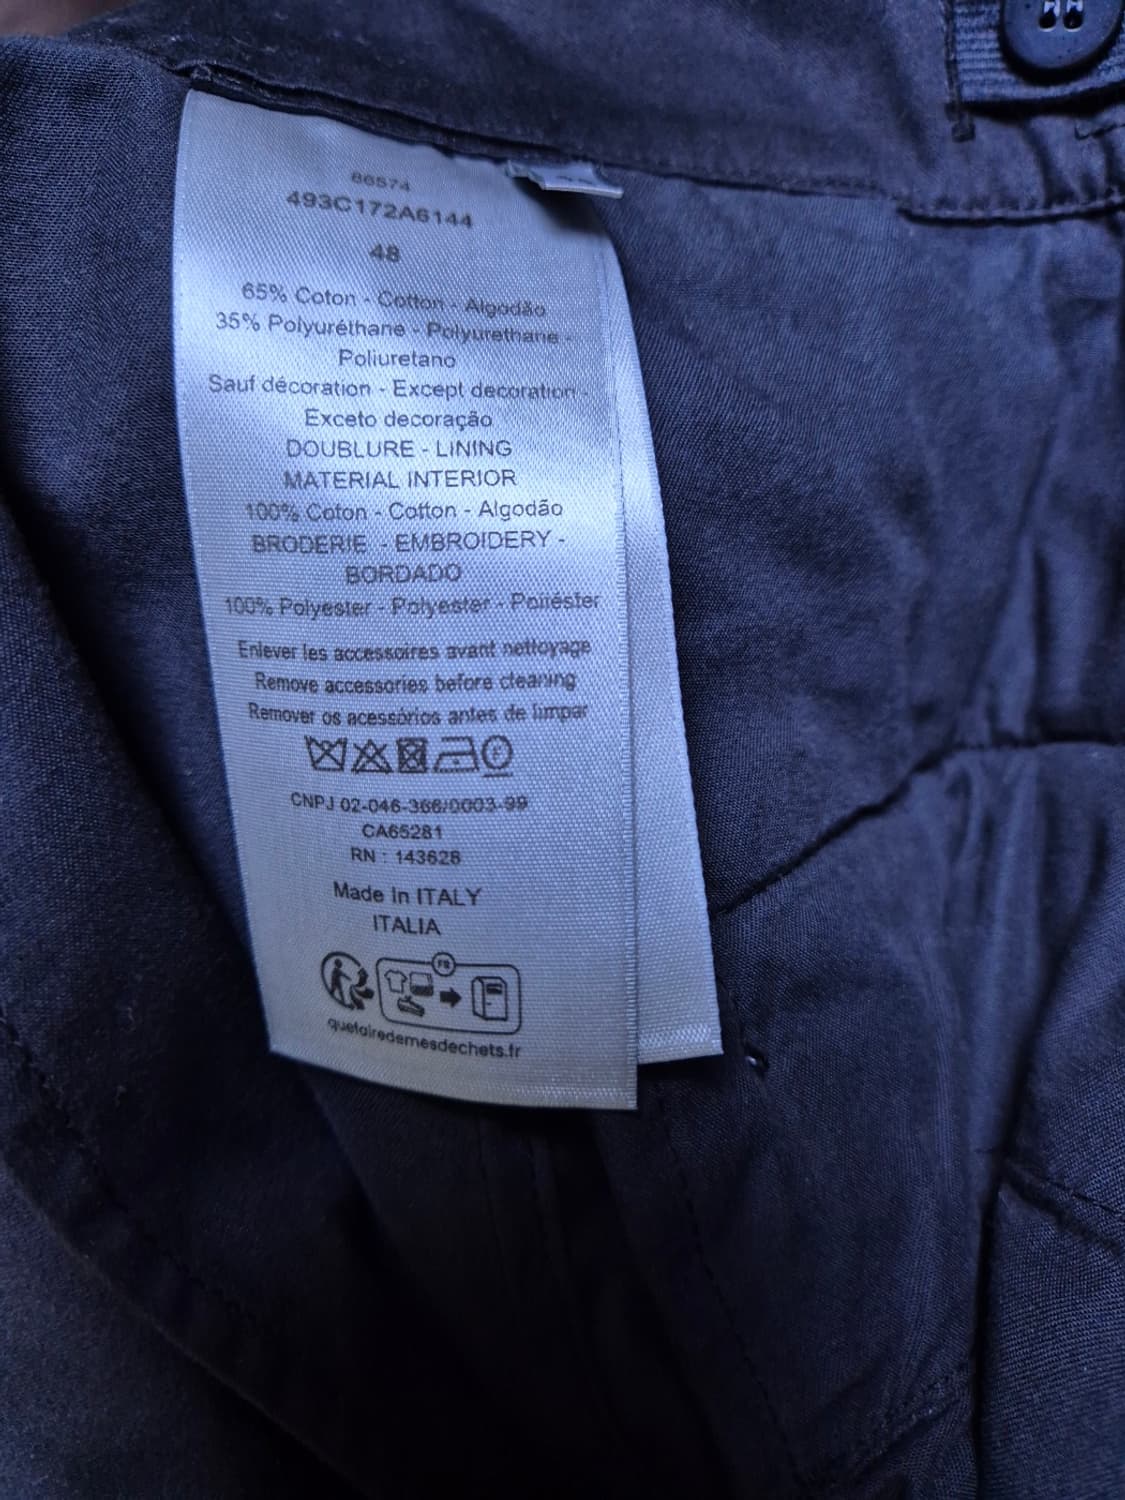 86574
493C172A6144
48
65% Coton - Cotton - Algodão
35% Polyuréthane - Polyurethane -
Poliuretano
Sauf décoration - Except decoration -
Exceto decoração
DOUBLURE - LINING
MATERIAL INTERIOR
100% Coton - Cotton - Algodão
BRODERIE - EMBROIDERY -
BORDADO
100% Polyester - Polyester - Poliéster
Enlever les accessoires avant nettoyage
Remove accessories before cleaning
Remover os acessórios antes de limpar
CNPJ 02-046-366/0003-99
CA65281
RN : 143628
Made In ITALY
ITALIA
FR
quefairedemesdechets.fr